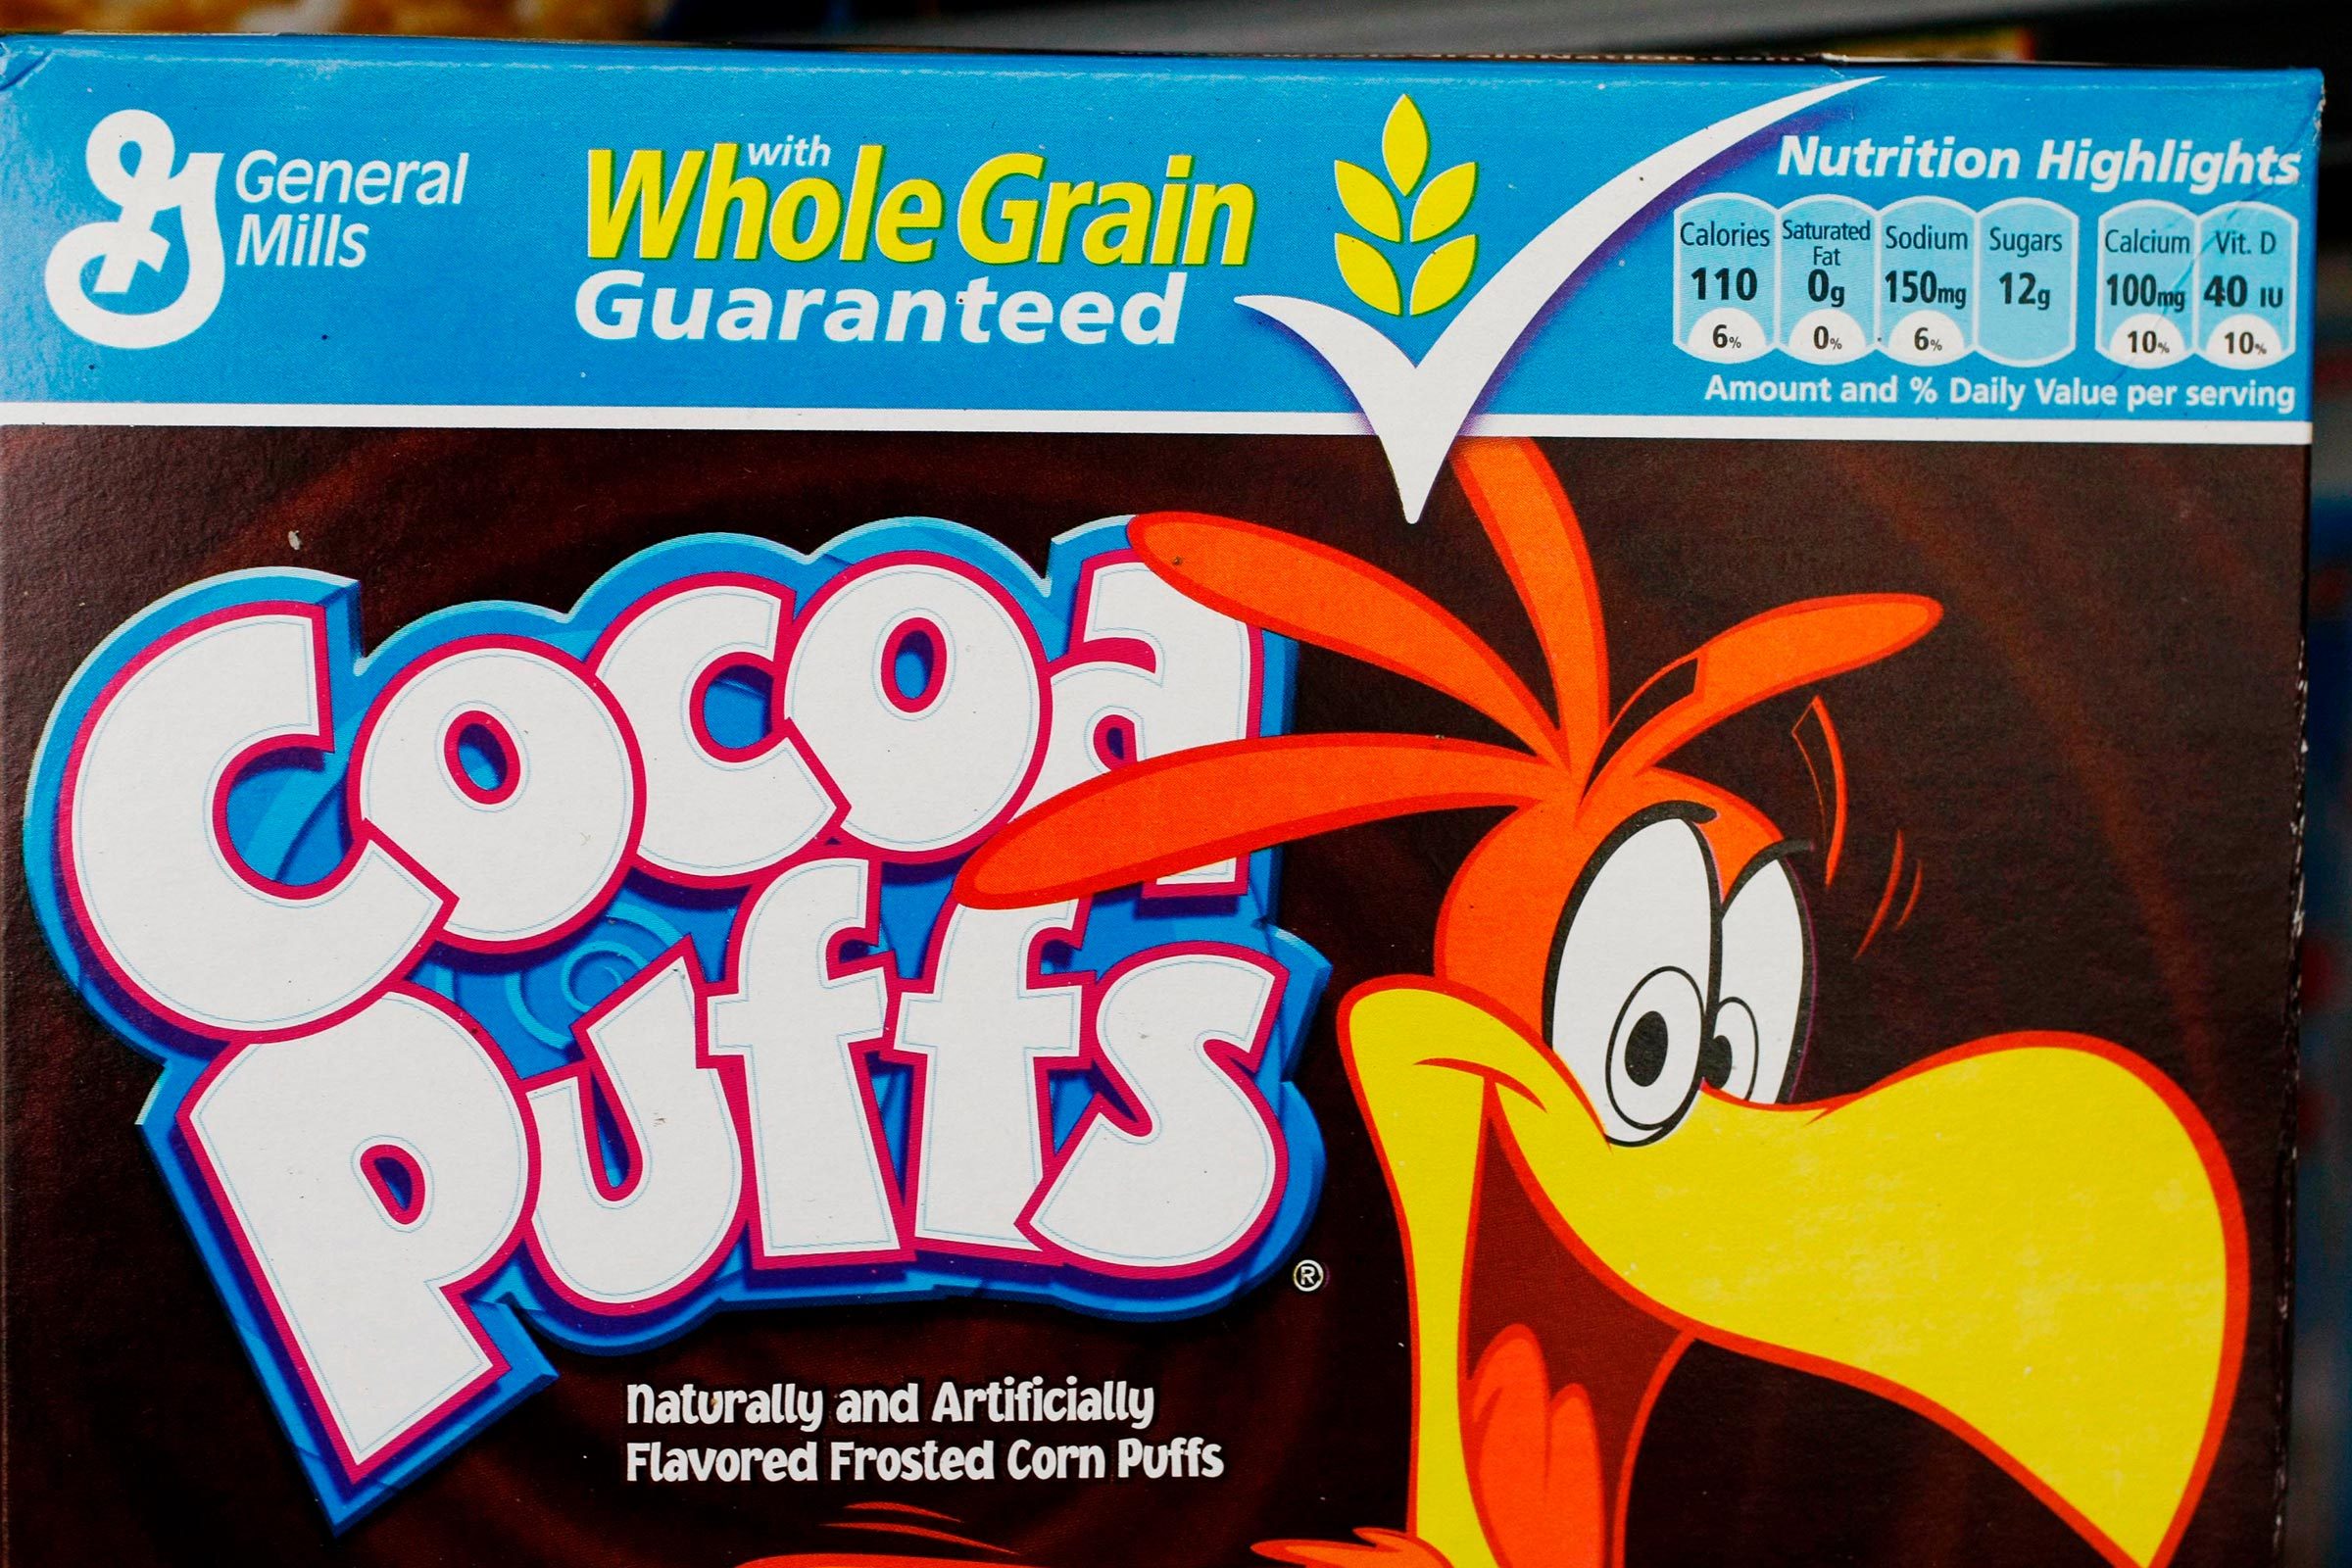 General
Mills
with
Whole Grain
Guaranteed
Nutrition Highlights
Calories Saturated Fat Sodium Sugars Calcium Vit. D
110 0g 150mg 12g 100mg 40 IU
6% 0% 6% 10% 10%
Amount and % Daily Value per serving
Cocoa
Puffs
®
Naturally and Artificially
Flavored Frosted Corn Puffs